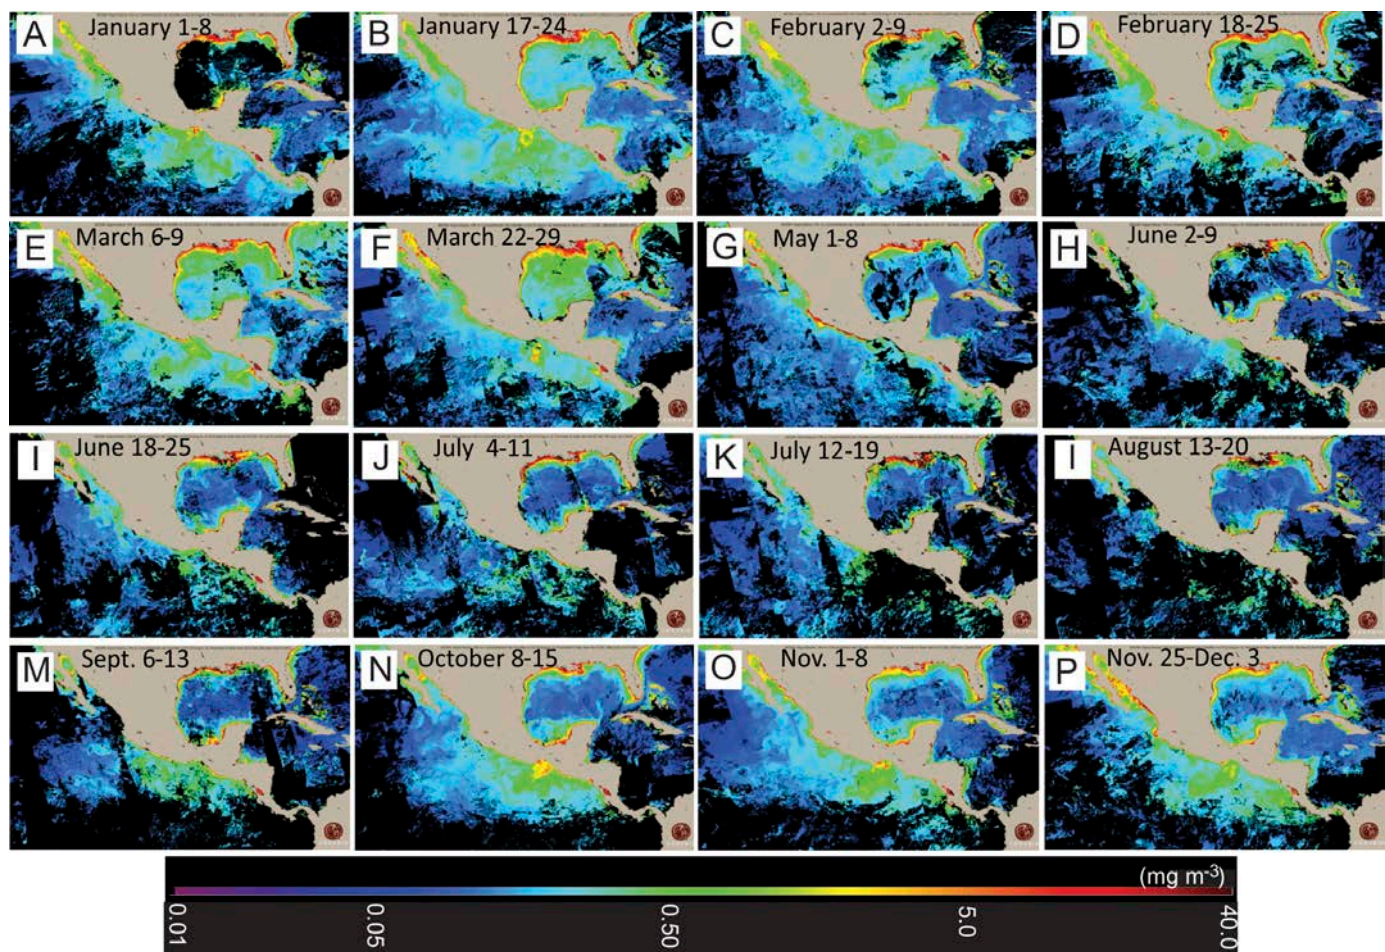 A January 1-8
B January 17-24
C February 2-9
D February 18-25
E March 6-9
F March 22-29
G May 1-8
H June 2-9
I June 18-25
J July 4-11
K July 12-19
I August 13-20
M Sept. 6-13
N October 8-15
O Nov. 1-8
P Nov. 25-Dec. 3
(mg m-3)
0.01 0.05 0.50 5.0 40.0